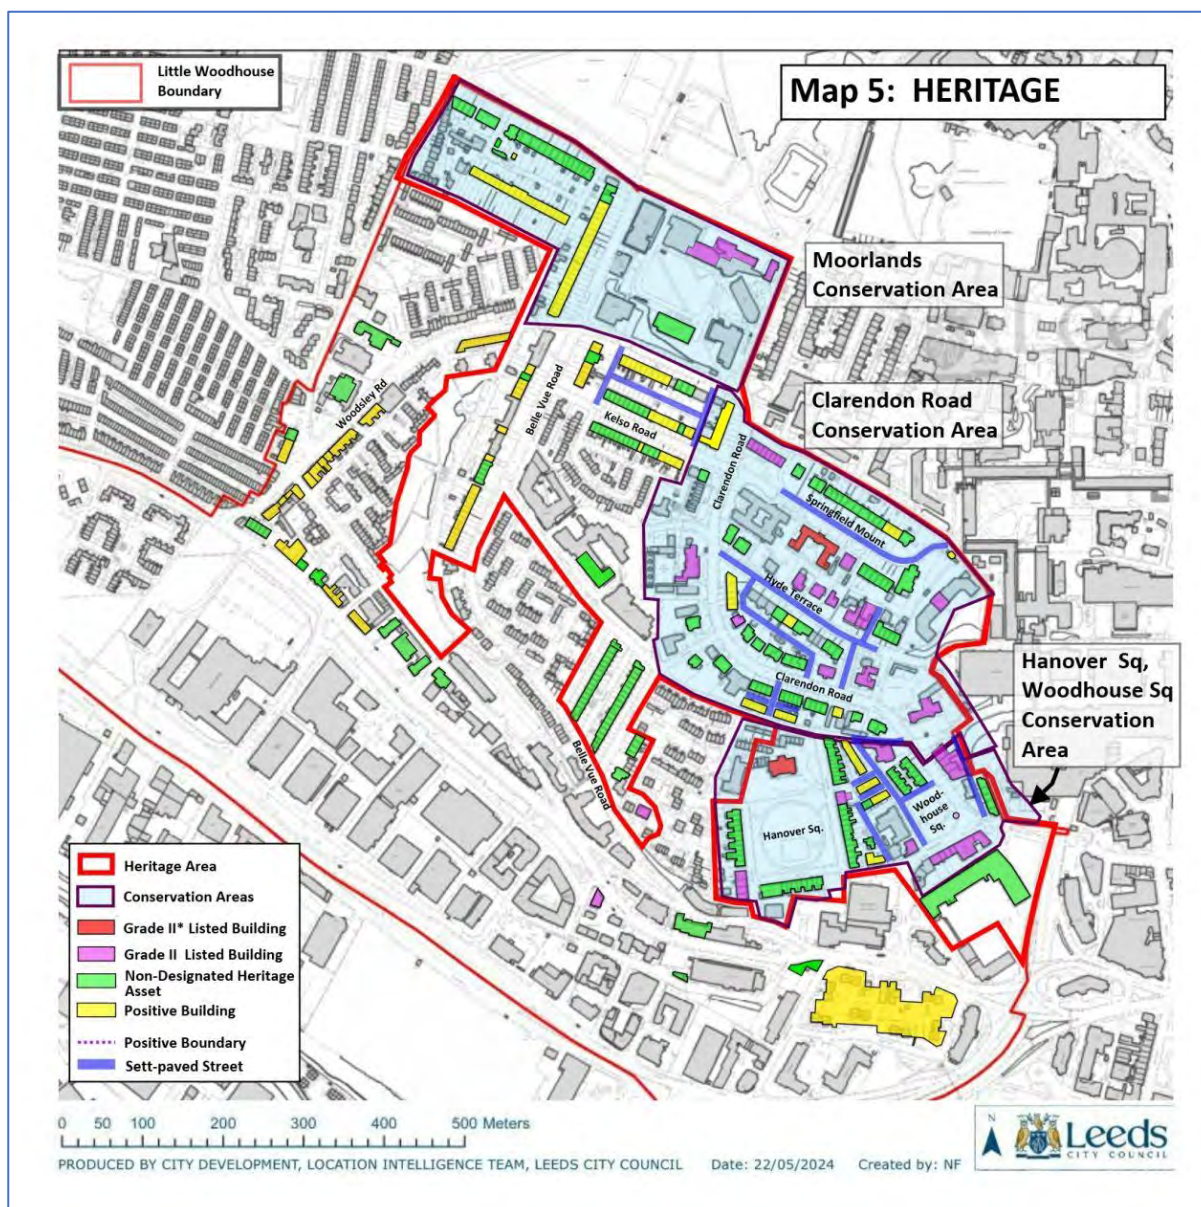 Little Woodhouse
Boundary
Map 5: HERITAGE
Moorlands
Conservation Area
Clarendon Road
Conservation Area
Woodsley Rd
Belle Vue Road
Kelso Road
Clarendon Road
Springfield Mount
Hyde Terrace
Clarendon Road
Hanover Sq,
Woodhouse Sq
Conservation
Area
Belle Vue Road
Hanover Sq.
Wood-
house
Sq.
Heritage Area
Conservation Areas
Grade II* Listed Building
Grade II Listed Building
Non-Designated Heritage
Asset
Positive Building
Positive Boundary
Sett-paved Street
0 50 100 200 300 400 500 Meters
PRODUCED BY CITY DEVELOPMENT, LOCATION INTELLIGENCE TEAM, LEEDS CITY COUNCIL Date: 22/05/2024 Created by: NF
N
Leeds
CITY COUNCIL